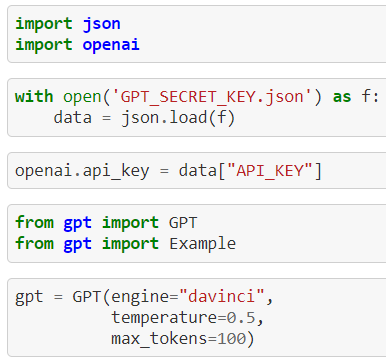 import json
import openai
with open('GPT_SECRET_KEY.json') as f:
    data = json.load(f)
openai.api_key = data["API_KEY"]
from gpt import GPT
from gpt import Example
gpt = GPT(engine="davinci",
          temperature=0.5,
          max_tokens=100)